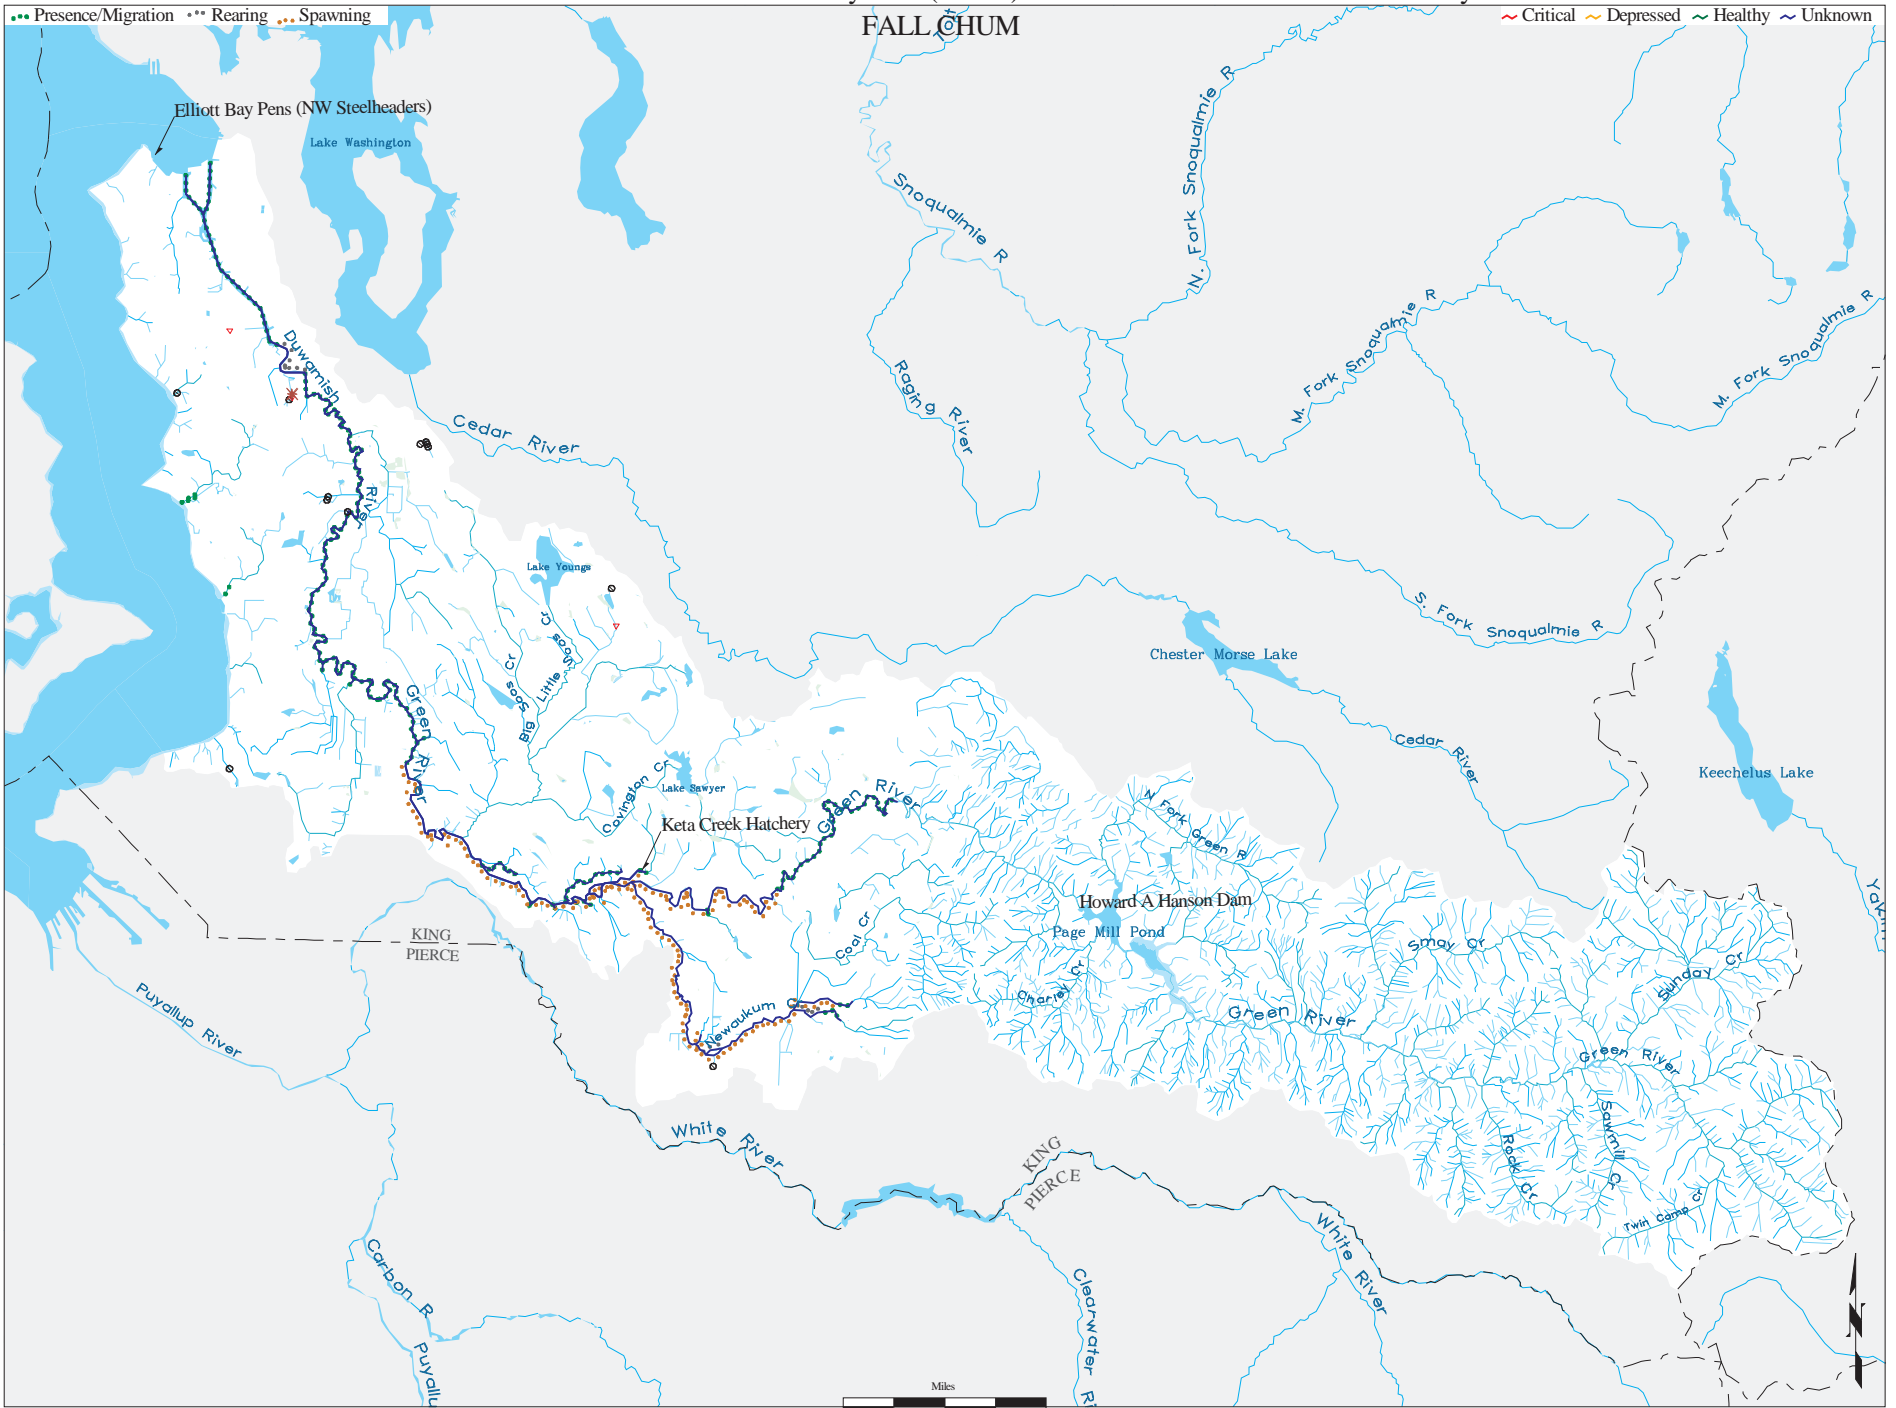 Presence/Migration Rearing Spawning
FALL CHUM
Critical Depressed Healthy Unknown
Elliott Bay Pens (NW Steelheaders)
Lake Washington
Tolt
Snoqualmie R
N. Fork Snoqualmie R
M. Fork Snoqualmie R
M. Fork Snoqualmie R
Raging River
Duwamish
River
Cedar River
Lake Youngs
S. Fork Snoqualmie R
Chester Morse Lake
Big Soos Cr
Little Soos Cr
Green River
Cedar River
Keechelus Lake
Covington Cr
Lake Sawyer
Green River
Keta Creek Hatchery
N Fork Green R
Howard A Hanson Dam
Page Mill Pond
Coal Cr
Smay Cr
Sunday Cr
Charley Cr
Green River
Green River
Newaukum Cr
KING
PIERCE
Puyallup River
White River
KING
PIERCE
Rock Cr
Sawmill Cr
Twin Camp Cr
White River
Carbon R
Clearwater Ri
Puyallu
Miles
N